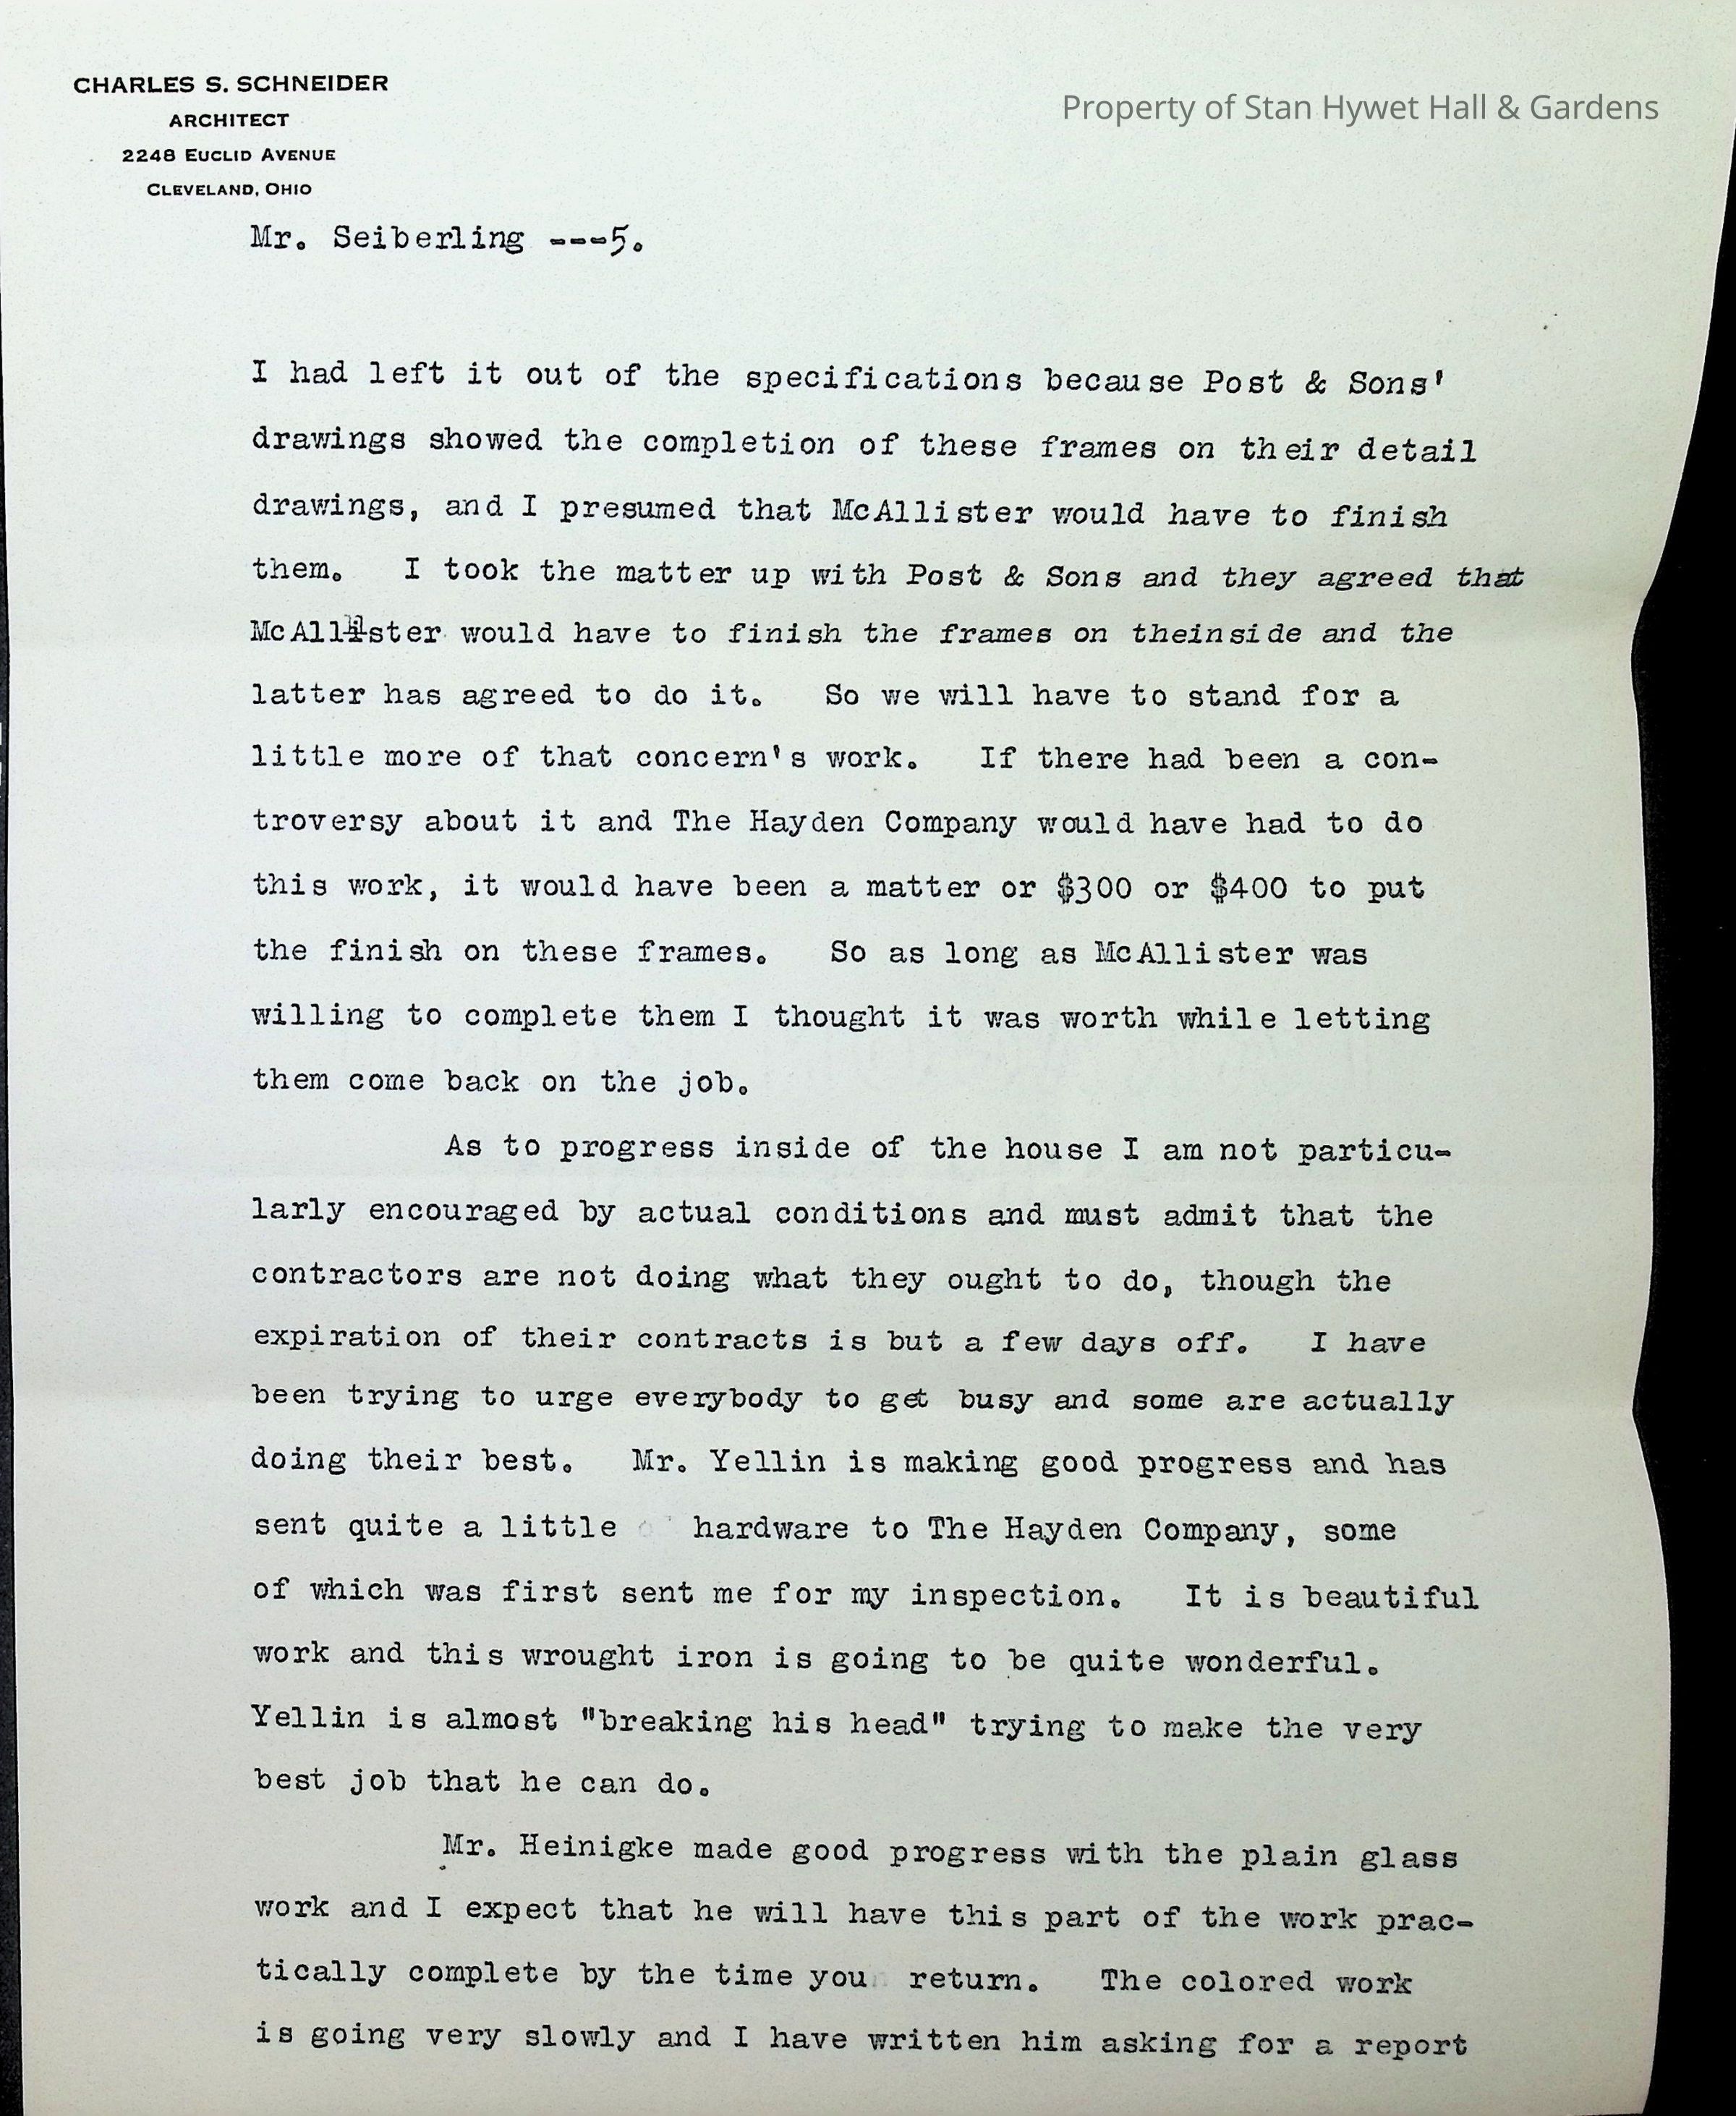 CHARLES S. SCHNEIDER
ARCHITECT
2248 EUCLID AVENUE
CLEVELAND, OHIO
Property of Stan Hywet Hall & Gardens
Mr. Seiberling ---5.
I had left it out of the specifications because Post & Sons'
drawings showed the completion of these frames on their detail
drawings, and I presumed that McAllister would have to finish
them. I took the matter up with Post & Sons and they agreed that
McAllister would have to finish the frames on theinside and the
latter has agreed to do it. So we will have to stand for a
little more of that concern's work. If there had been a con-
troversy about it and The Hayden Company would have had to do
this work, it would have been a matter or $300 or $400 to put
the finish on these frames. So as long as McAllister was
willing to complete them I thought it was worth while letting
them come back on the job.
As to progress inside of the house I am not particu-
larly encouraged by actual conditions and must admit that the
contractors are not doing what they ought to do, though the
expiration of their contracts is but a few days off. I have
been trying to urge everybody to get busy and some are actually
doing their best. Mr. Yellin is making good progress and has
sent quite a little hardware to The Hayden Company, some
of which was first sent me for my inspection. It is beautiful
work and this wrought iron is going to be quite wonderful.
Yellin is almost "breaking his head" trying to make the very
best job that he can do.
Mr. Heinigke made good progress with the plain glass
work and I expect that he will have this part of the work prac-
tically complete by the time you return. The colored work
is going very slowly and I have written him asking for a report